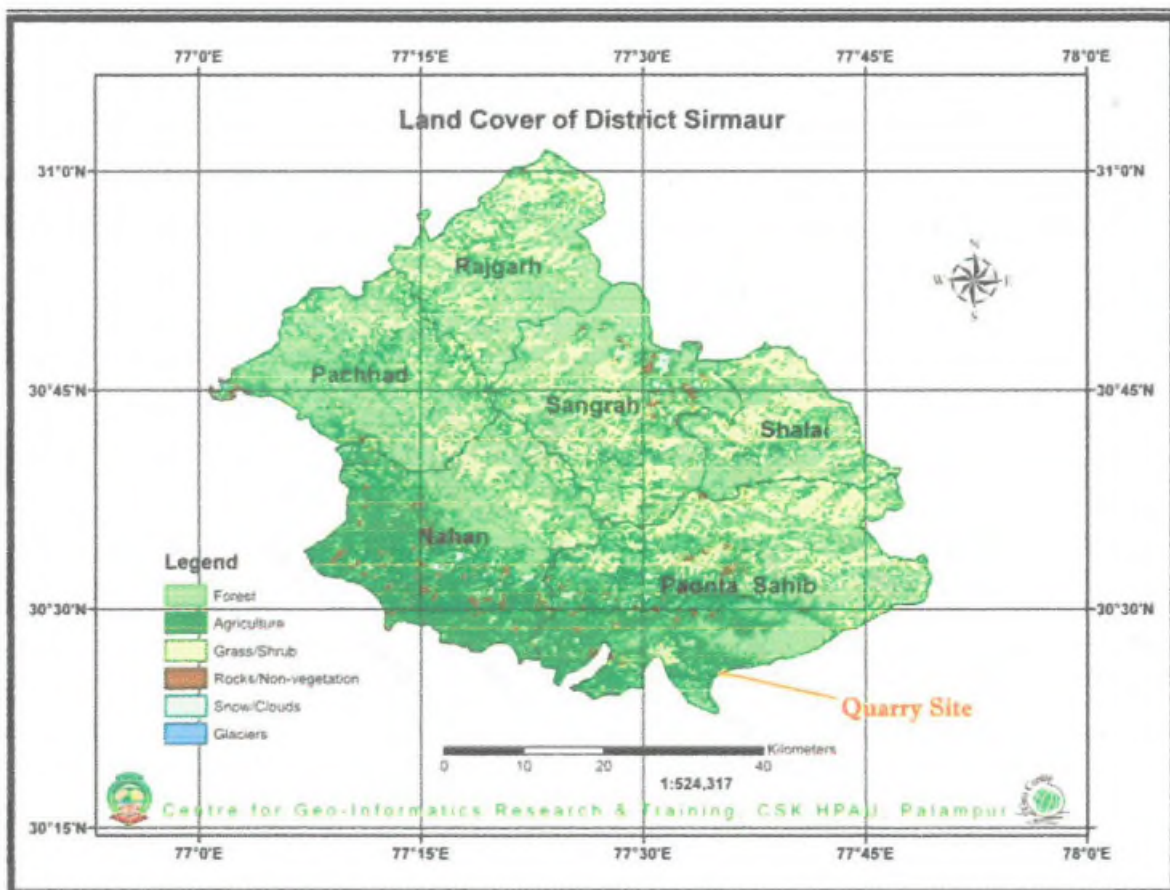 77°0'E 77°15'E 77°30'E 77°45'E 78°0'E
Land Cover of District Sirmaur
31°0'N 31°0'N
Rajgarh
N
W E
S
Pachhad
30°45'N 30°45'N
Sangrah
Shalai
Nahan
Legend
Forest
Paonta Sahib
30°30'N 30°30'N
Agriculture
Grass/Shrub
Rocks/Non-vegetation
Quarry Site
Snow/Clouds
Glaciers
Kilometers
0 10 20 40
1:524,317
Centre for Geo-Informatics Research & Training, CSK HPAU, Palampur
30°15'N 30°15'N
77°0'E 77°15'E 77°30'E 77°45'E 78°0'E